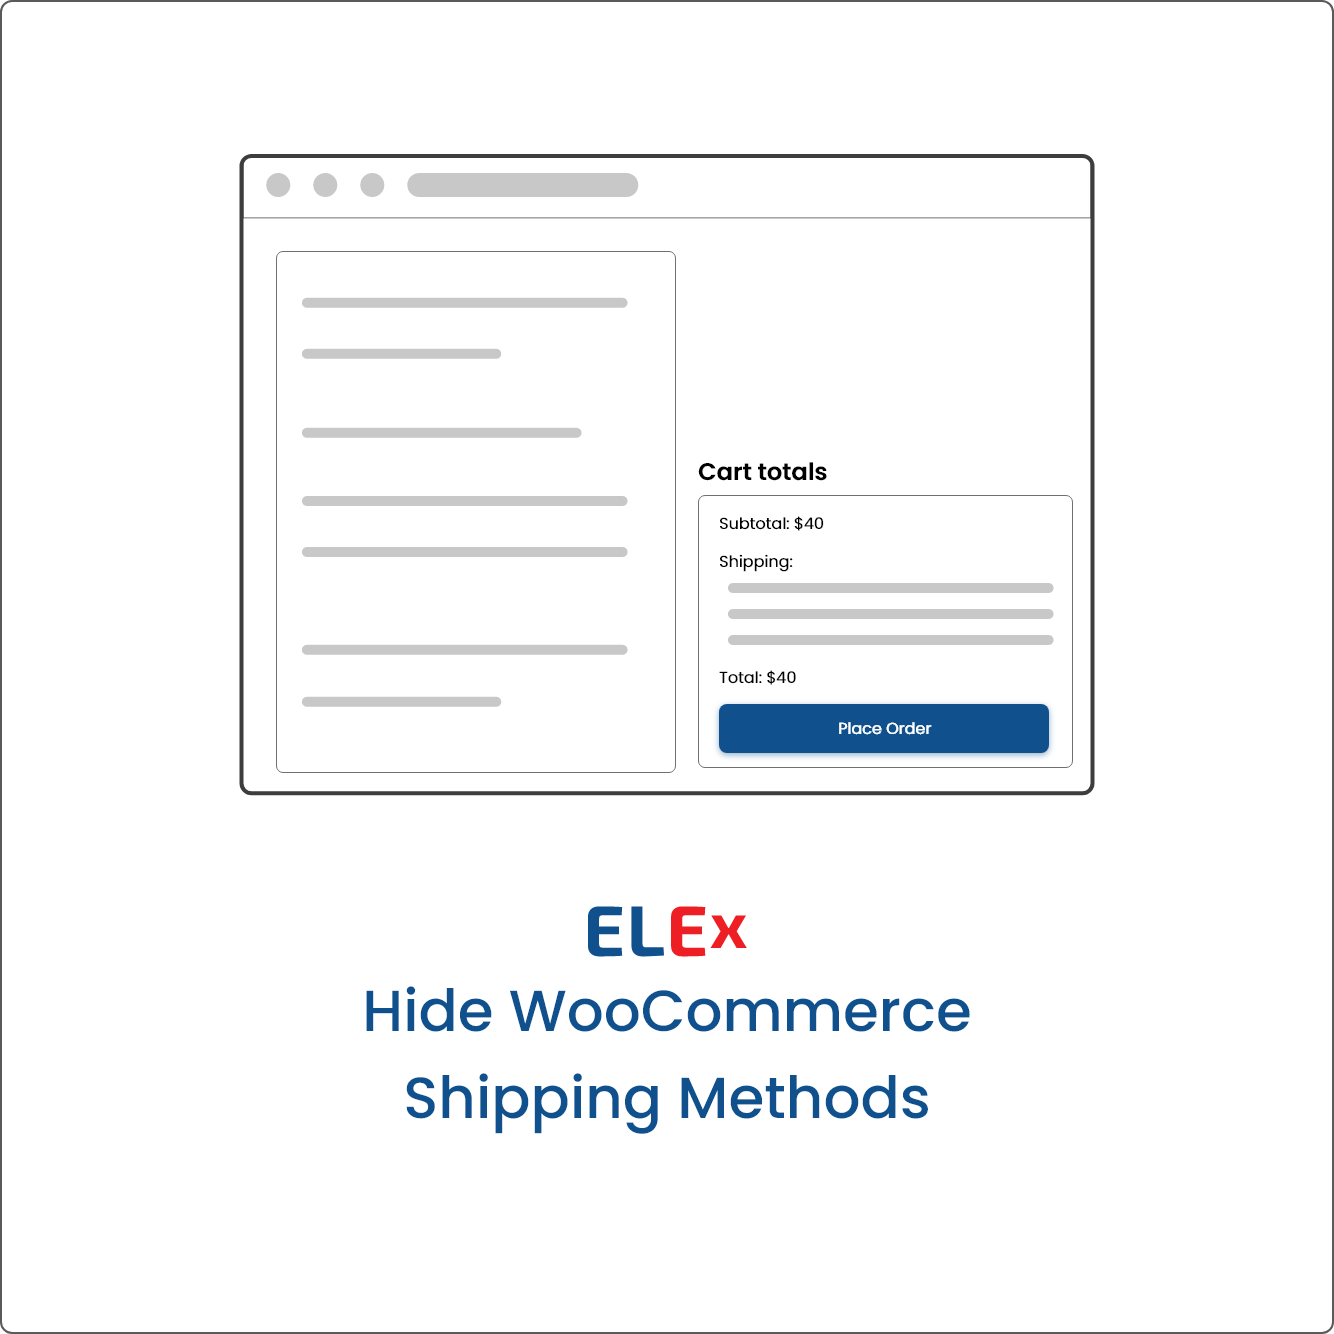 Cart totals
Subtotal: $40
Shipping:
Total: $40
Place Order
ELEX
Hide WooCommerce
Shipping Methods